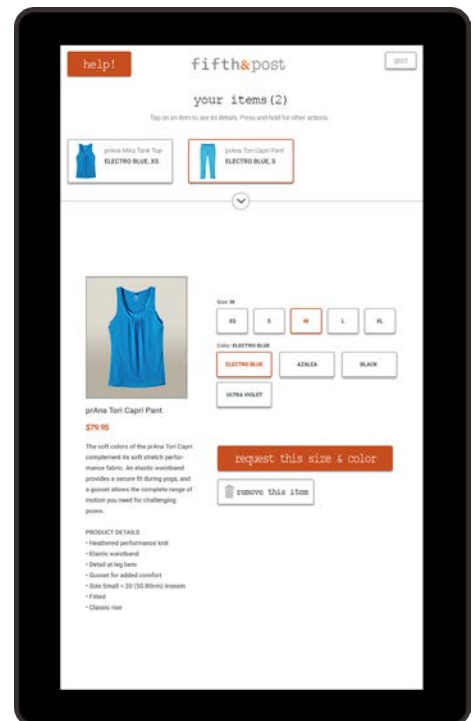 help!
fifth&post
your items(2)
Tap on an item to see its details. Press and hold for other actions.
prAna Mika Tank Top
ELECTRO BLUE, XS
prAna Tori Capri Pant
ELECTRO BLUE, S
Size: M
XS
S
M
L
XL
Color: ELECTRO BLUE
ELECTRO BLUE
AZALEA
BLACK
ULTRA VIOLET
prAna Tori Capri Pant
$79.95
The soft colors of the prAna Tori Capri
complement its soft stretch perfor-
mance fabric. An elastic waistband
provides a secure fit during yoga, and
a gusset allows the complete range of
motion you need for challenging
poses.
request this size & color
remove this item
PRODUCT DETAILS
• Heathered performance knit
• Elastic waistband
• Detail at leg hem
• Gusset for added comfort
• Size Small = 20 (50.80cm) inseam
• Fitted
• Classic rise